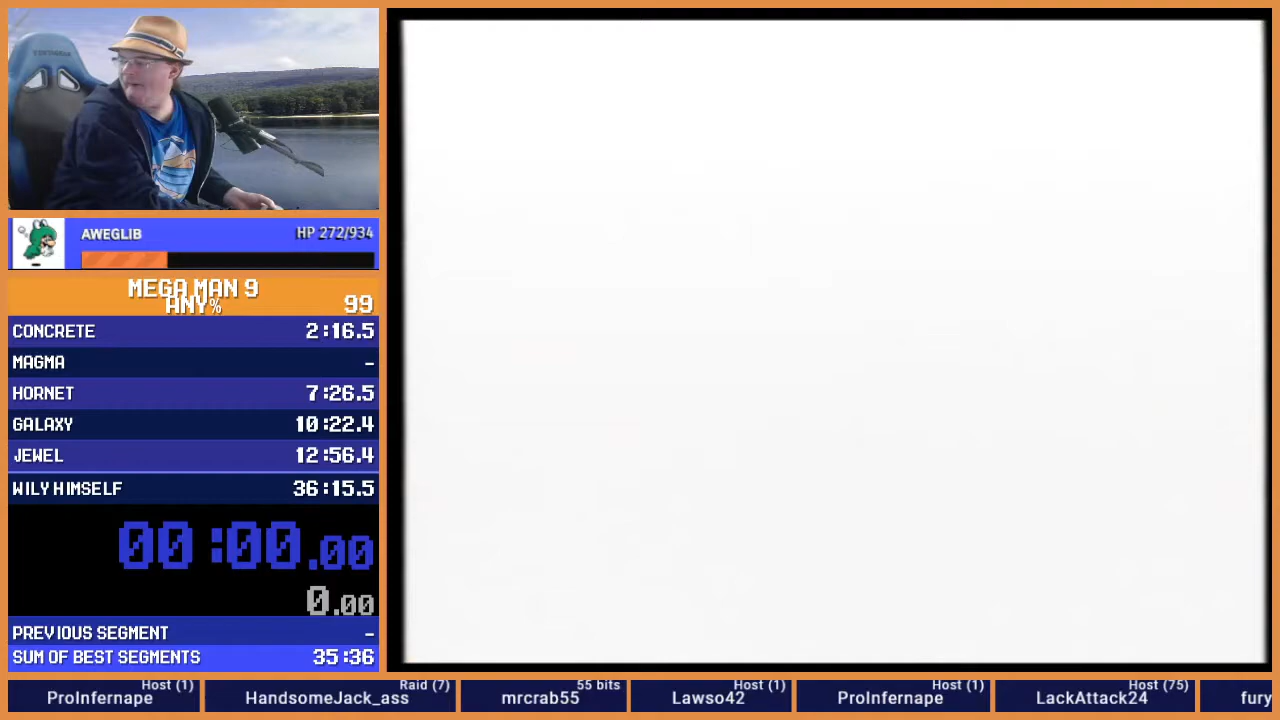 AWEGLIB HP 272/934
MEGA MAN 9
ANY% 99
CONCRETE 2:16.5
MAGMA -
HORNET 7:26.5
GALAXY 10:22.4
JEWEL 12:56.4
WILY HIMSELF 36:15.5
00:00.00
0.00
PREVIOUS SEGMENT -
SUM OF BEST SEGMENTS 35:36
Host (1) Raid (7) 55 bits Host (1) Host (1) Host (75)
ProInfernape HandsomeJack_ass mrcrab55 Lawso42 ProInfernape LackAttack24 fury